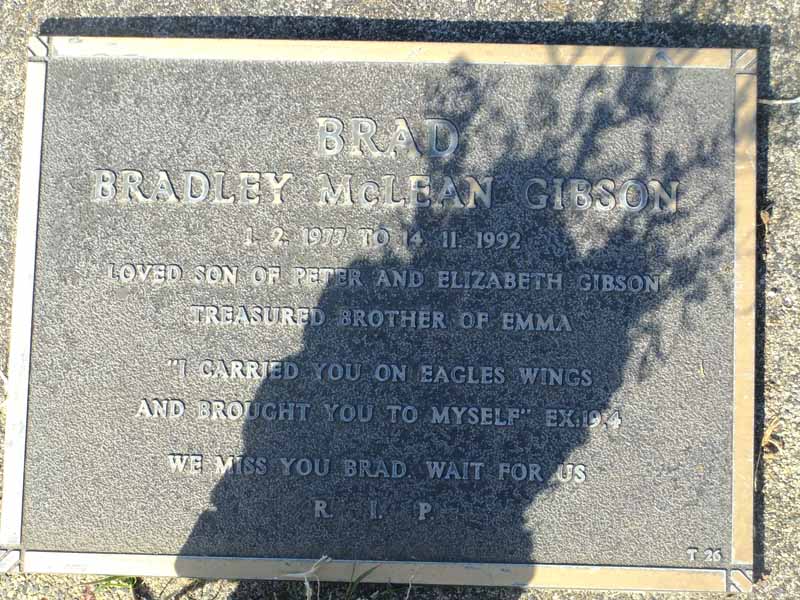 BRAD
BRADLEY McLEAN GIBSON
1. 2. 1977 TO 14. 11. 1992
LOVED SON OF PETER AND ELIZABETH GIBSON
TREASURED BROTHER OF EMMA
"I CARRIED YOU ON EAGLES WINGS
AND BROUGHT YOU TO MYSELF" EX.19,4
WE MISS YOU BRAD. WAIT FOR US
R. I. P.
T 26